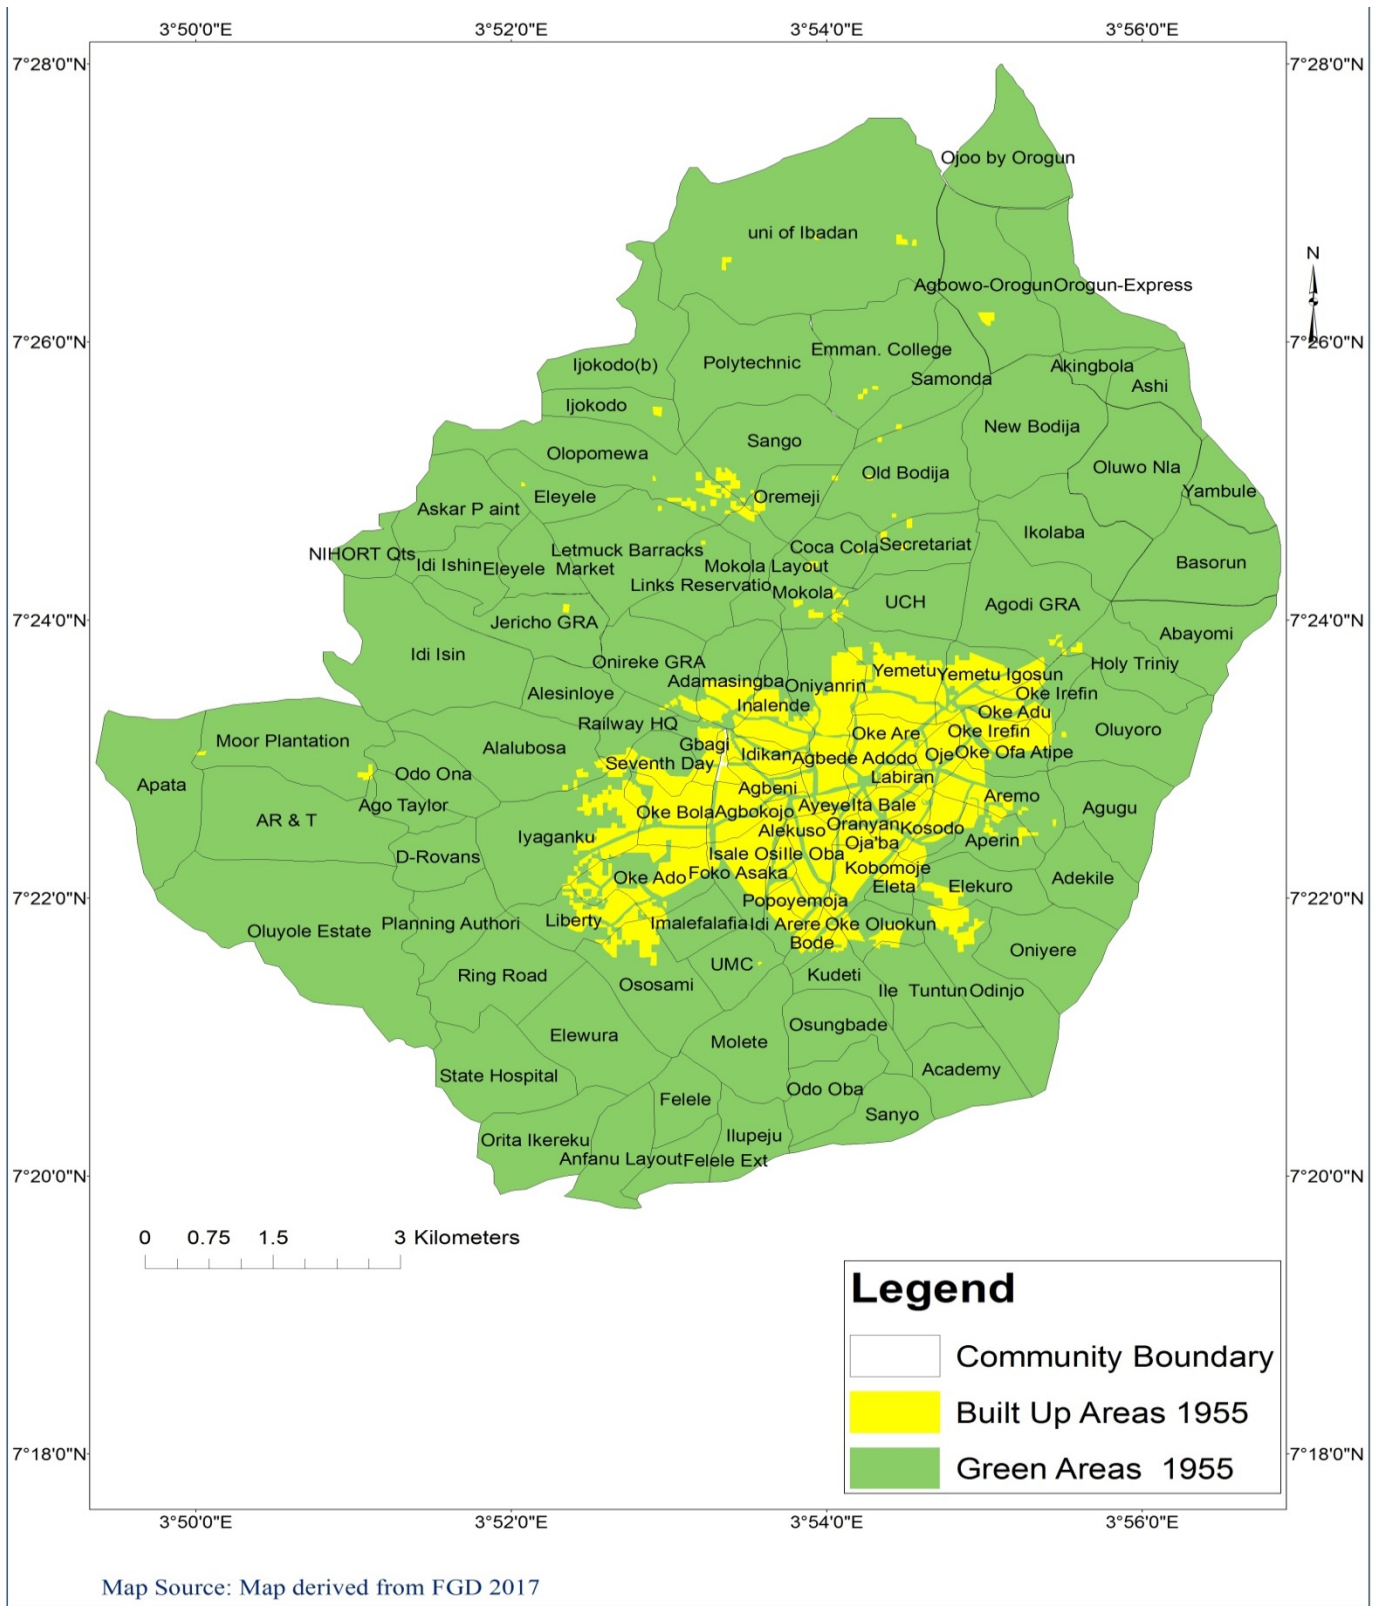 3°50'0"E 3°52'0"E 3°54'0"E 3°56'0"E
7°28'0"N 7°28'0"N
Ojoo by Orogun
uni of Ibadan
N
Agbowo-Orogun Orogun-Express
7°26'0"N 7°26'0"N
Emman. College
Polytechnic
Ijokodo(b) Akingbola
Samonda Ashi
Ijokodo
New Bodija
Sango
Olopomewa
Oluwo Nla
Old Bodija
Yambule
Eleyele Oremeji
Askar P aint
Ikolaba
Coca Cola Secretariat
NIHORT Qts Letmuck Barracks
Basorun
Idi Ishin Eleyele Market Mokola Layout
Links Reservatio Mokola
UCH Agodi GRA
7°24'0"N 7°24'0"N
Jericho GRA
Abayomi
Idi Isin
Onireke GRA Holy Triniy
Yemetu Yemetu Igosun
Adamasingba Oniyanrin
Alesinloye Oke Irefin
Inalende
Oke Adu
Railway HQ
Oke Are Oke Irefin Oluyoro
Moor Plantation Alalubosa Gbagi
Idikan Agbede Adodo Oje Oke Ofa Atipe
Seventh Day
Odo Ona Labiran
Apata Agbeni
Aremo
Ago Taylor Ayeye Ita Bale Agugu
Oke Bola Agbokojo
AR & T
Oranyan Kosodo
Iyaganku Alekuso
Oja'ba Aperin
D-Rovans Isale Osi Ile Oba
Kobomoje
Oke Ado Foko Asaka Adekile
Eleta Elekuro
7°22'0"N 7°22'0"N
Popoyemoja
Planning Authori Liberty Imalefalafia Idi Arere Oke Oluokun
Oluyole Estate
Bode
Oniyere
UMC
Ring Road Kudeti
Ososami
Ile Tuntun Odinjo
Osungbade
Elewura
Molete
Academy
State Hospital
Odo Oba
Felele
Sanyo
Ilupeju
Orita Ikereku
Anfanu Layout Felele Ext
7°20'0"N 7°20'0"N
0 0.75 1.5 3 Kilometers
Legend
Community Boundary
Built Up Areas 1955
Green Areas 1955
7°18'0"N 7°18'0"N
3°50'0"E 3°52'0"E 3°54'0"E 3°56'0"E
Map Source: Map derived from FGD 2017